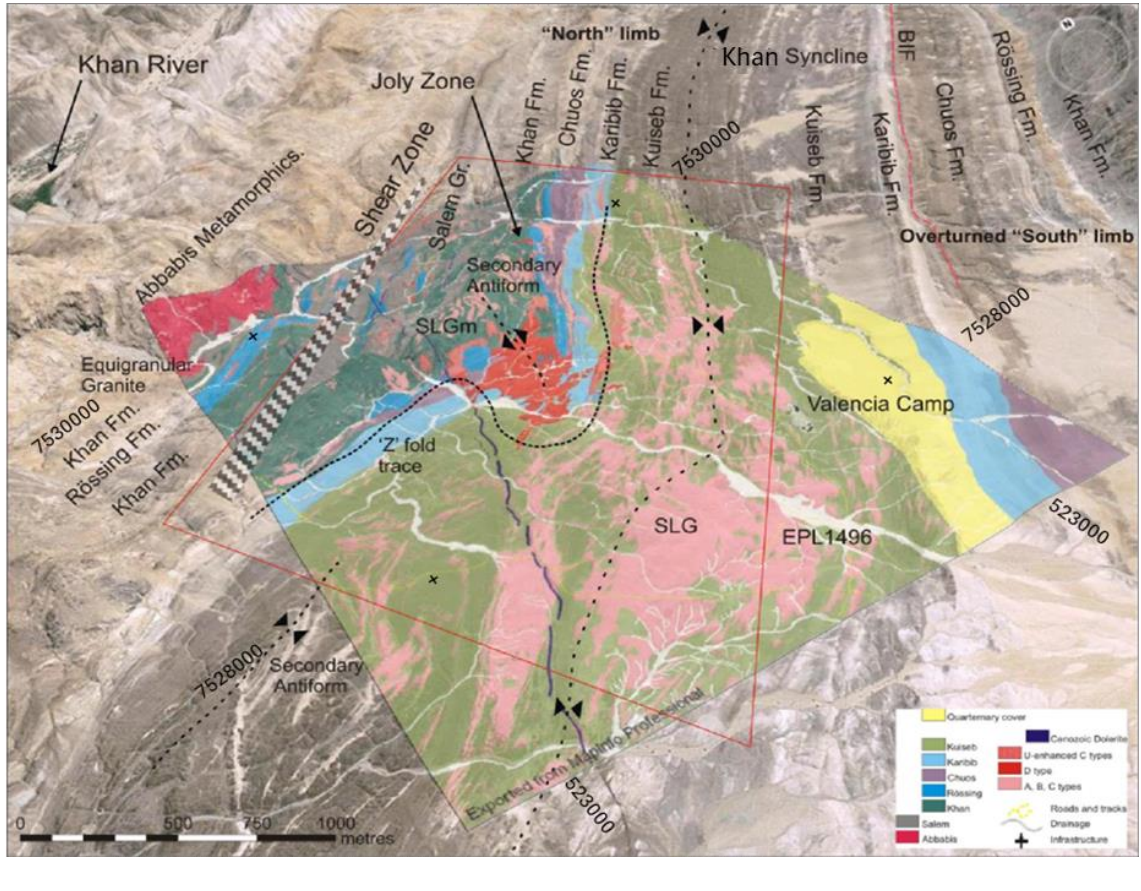 "North" limb
Khan Syncline
Khan River
Joly Zone
Khan Fm.
Chuos Fm.
Karibib Fm.
Kuiseb Fm.
7530000
Kuiseb Fm.
Karibib Fm.
BIF
Chuos Fm.
Rössing Fm.
Khan Fm.
N
Overturned "South" limb
7528000
Abbabis Metamorphics.
Shear Zone
Salem Gr.
Secondary
Antiform
SLGm
Equigranular
Granite
7530000
Khan Fm.
Rössing Fm.
Khan Fm.
'Z' fold
trace
Valencia Camp
SLG
EPL1496
523000
7528000
Secondary
Antiform
Exported from MapInfo Professional
523000
0
500
750
1000
metres
Quarternary cover
Kuiseb
Karibib
Chuos
Rössing
Khan
Salem
Abbabis
Canozoic Dolerite
U-enhanced C types
D type
A, B, C types
Roads and tracks
Drainage
Infrastructure